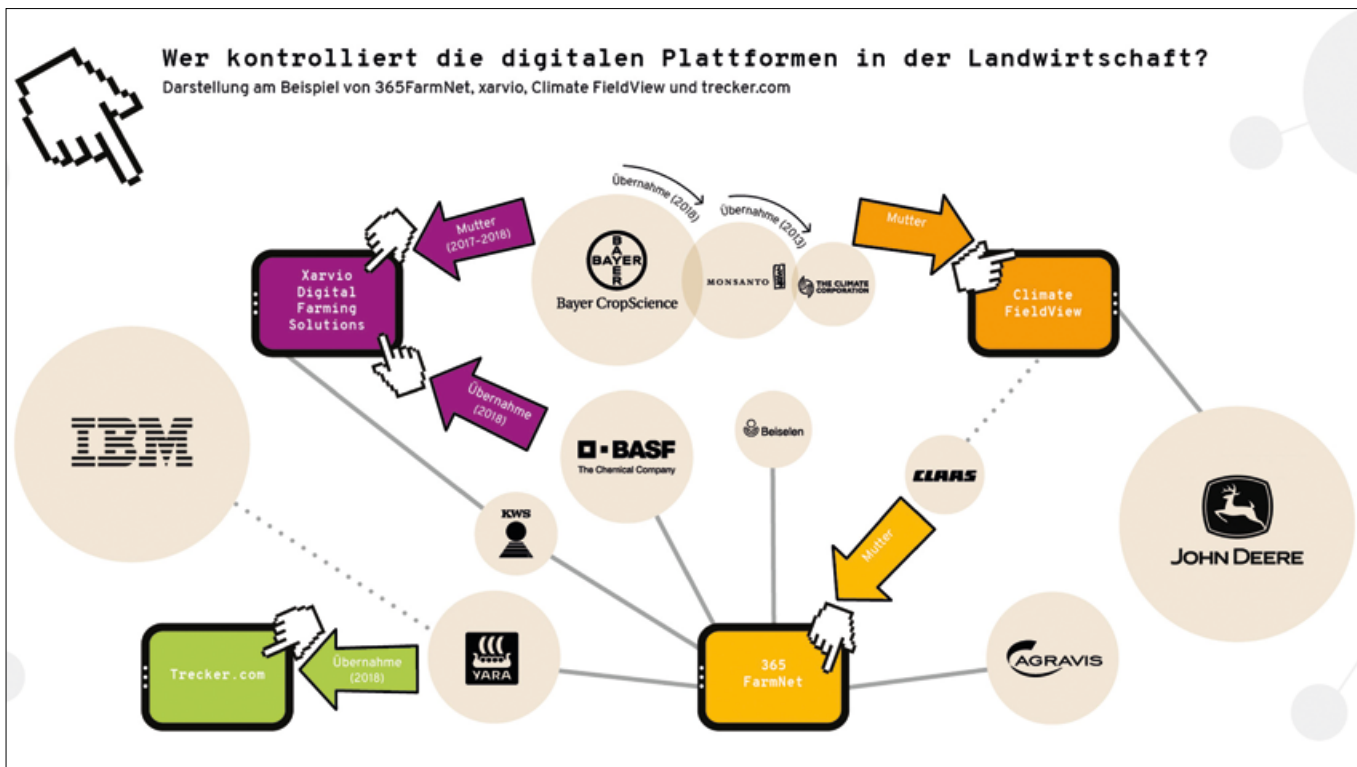 Wer kontrolliert die digitalen Plattformen in der Landwirtschaft?
Darstellung am Beispiel von 365FarmNet, xarvio, Climate FieldView und trecker.com
Übernahme (2018)
Übernahme (2013)
Mutter
(2017–2018)
Mutter
Xarvio
Digital
Farming
Solutions
BAYER
BAYER
Bayer CropScience
MONSANTO
THE CLIMATE
CORPORATION
Climate
FieldView
Übernahme
(2018)
IBM
BASF
The Chemical Company
Beiselen
CLAAS
KWS
Mutter
JOHN DEERE
Trecker.com
Übernahme
(2018)
YARA
365
FarmNet
AGRAVIS